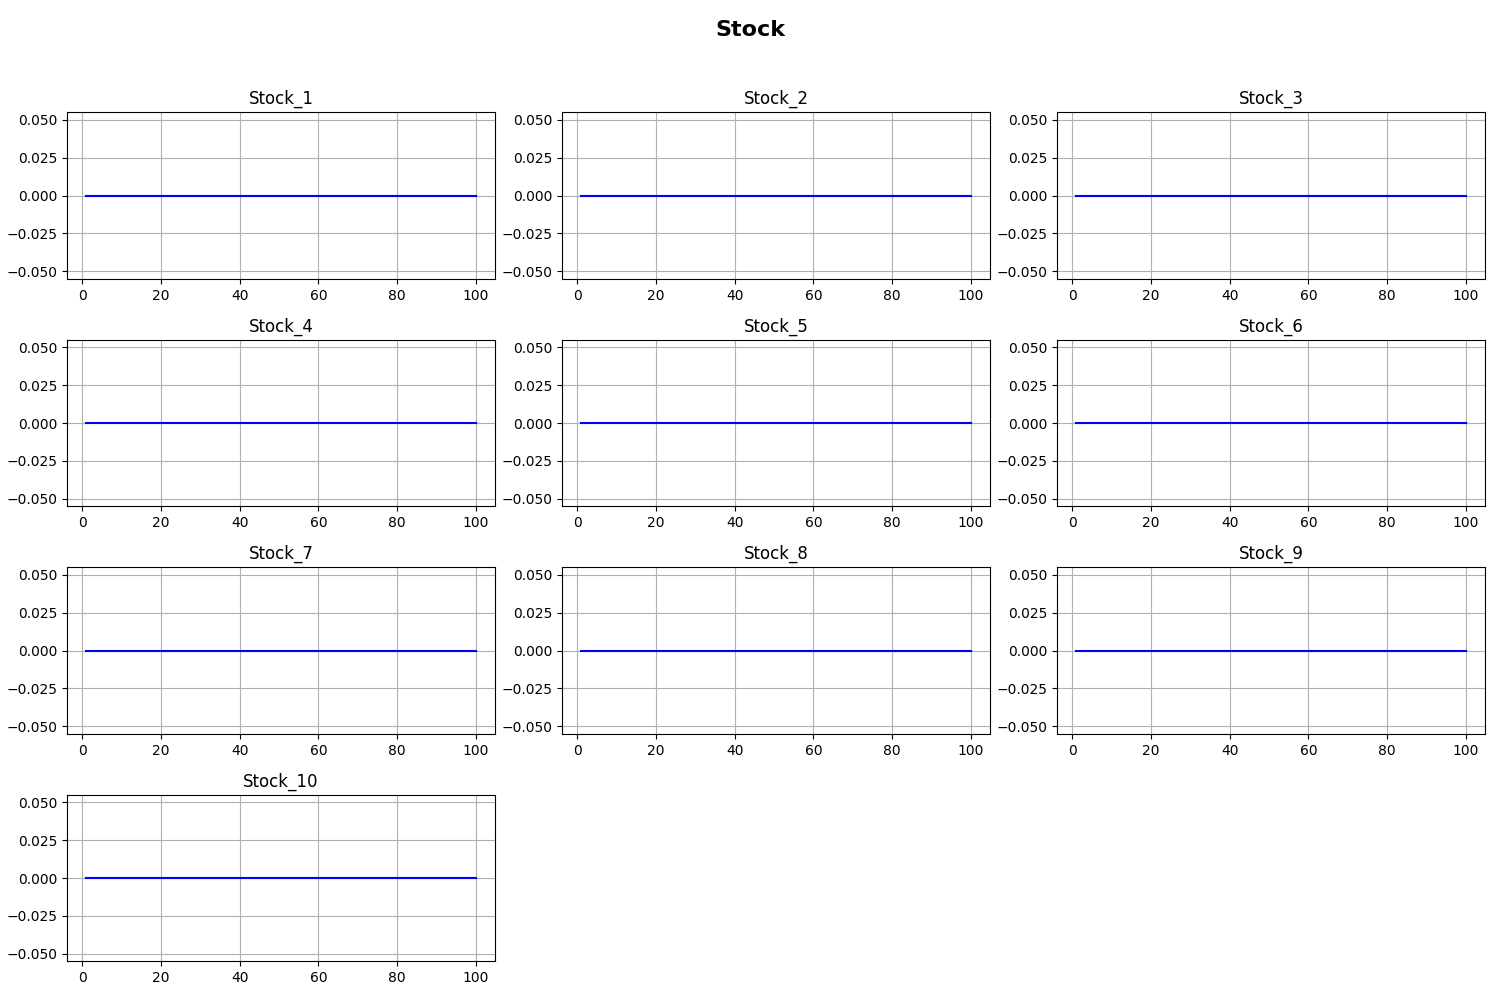 Stock
Stock_1 Stock_2 Stock_3
0.050 0.050 0.050
0.025 0.025 0.025
0.000 0.000 0.000
−0.025 −0.025 −0.025
−0.050 −0.050 −0.050
0 20 40 60 80 100 0 20 40 60 80 100 0 20 40 60 80 100
Stock_4 Stock_5 Stock_6
0.050 0.050 0.050
0.025 0.025 0.025
0.000 0.000 0.000
−0.025 −0.025 −0.025
−0.050 −0.050 −0.050
0 20 40 60 80 100 0 20 40 60 80 100 0 20 40 60 80 100
Stock_7 Stock_8 Stock_9
0.050 0.050 0.050
0.025 0.025 0.025
0.000 0.000 0.000
−0.025 −0.025 −0.025
−0.050 −0.050 −0.050
0 20 40 60 80 100 0 20 40 60 80 100 0 20 40 60 80 100
Stock_10
0.050
0.025
0.000
−0.025
−0.050
0 20 40 60 80 100